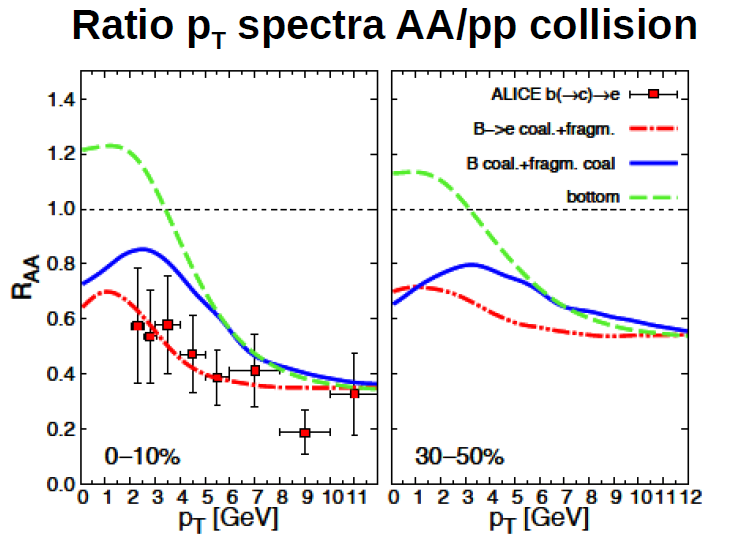 Ratio pT spectra AA/pp collision
ALICE b(→c)→e
B−>e coal.+fragm.
B coal.+fragm. coal
bottom
RAA
1.4
1.2
1.0
0.8
0.6
0.4
0.2
0.0
0−10%
30−50%
0 1 2 3 4 5 6 7 8 9 10 11
0 1 2 3 4 5 6 7 8 9 10 11 12
pT [GeV]
pT [GeV]